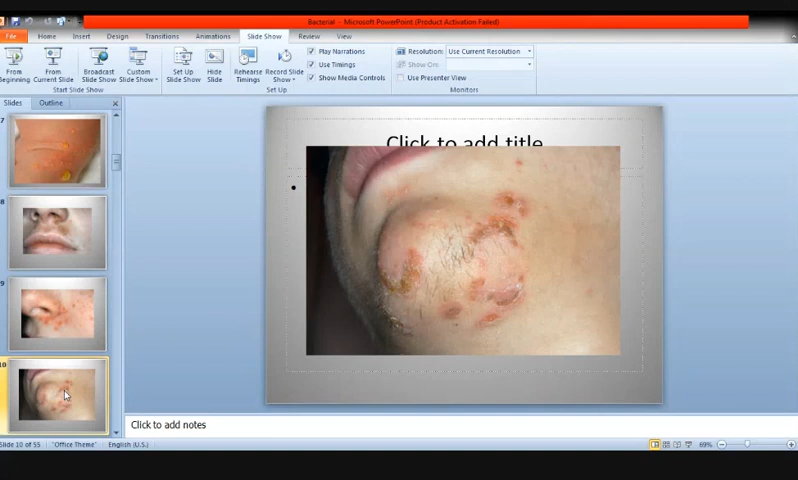 Bacterial - Microsoft PowerPoint (Product Activation Failed)
File Home Insert Design Transitions Animations Slide Show Review View
From Beginning
From Current Slide
Broadcast Slide Show
Custom Slide Show
Set Up Slide Show
Hide Slide
Rehearse Timings
Record Slide Show
Play Narrations
Use Timings
Show Media Controls
Resolution: Use Current Resolution
Show On:
Use Presenter View
Start Slide Show Set Up Monitors
Slides Outline
7
8
9
10
Click to add title
Click to add notes
Slide 10 of 55 "Office Theme" English (U.S.) 69%